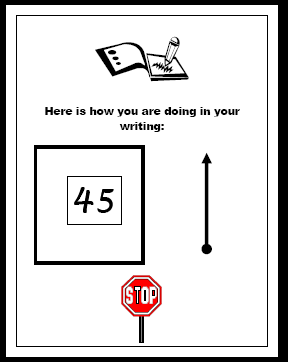 Here is how you are doing in your
writing:
45
STOP